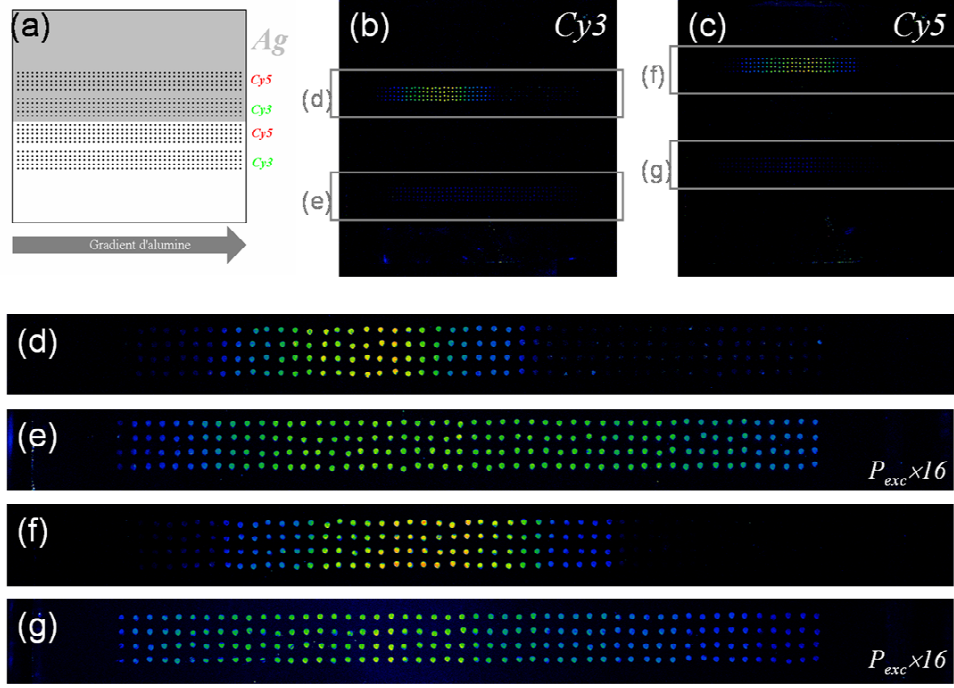 (a)
Ag
Cy5
Cy3
Cy5
Cy3
Gradient d'alumine
(b)
Cy3
(d)
(e)
(c)
Cy5
(f)
(g)
(d)
(e)
Pexc×16
(f)
(g)
Pexc×16